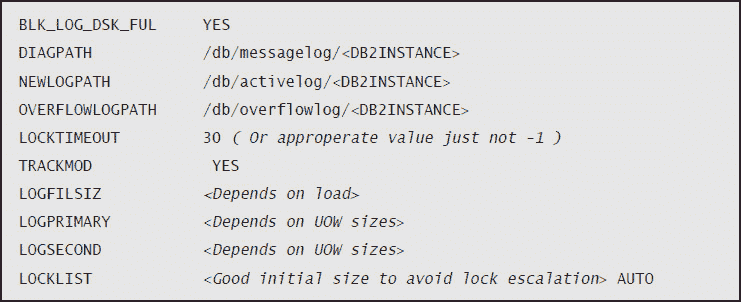 BLK_LOG_DSK_FUL YES
DIAGPATH /db/messagelog/<DB2INSTANCE>
NEWLOGPATH /db/activelog/<DB2INSTANCE>
OVERFLOWLOGPATH /db/overflowlog/<DB2INSTANCE>
LOCKTIMEOUT 30 ( Or approperate value just not -1 )
TRACKMOD YES
LOGFILSIZ <Depends on load>
LOGPRIMARY <Depends on UOW sizes>
LOGSECOND <Depends on UOW sizes>
LOCKLIST <Good initial size to avoid lock escalation> AUTO